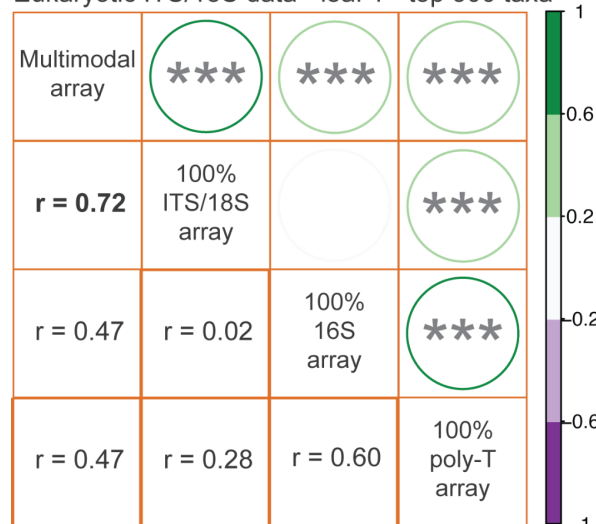 Multimodal
array
***
***
***
r = 0.72
100%
ITS/18S
array
***
r = 0.47
r = 0.02
100%
16S
array
***
r = 0.47
r = 0.28
r = 0.60
100%
poly-T
array
1
0.6
0.2
-0.2
-0.6
-1